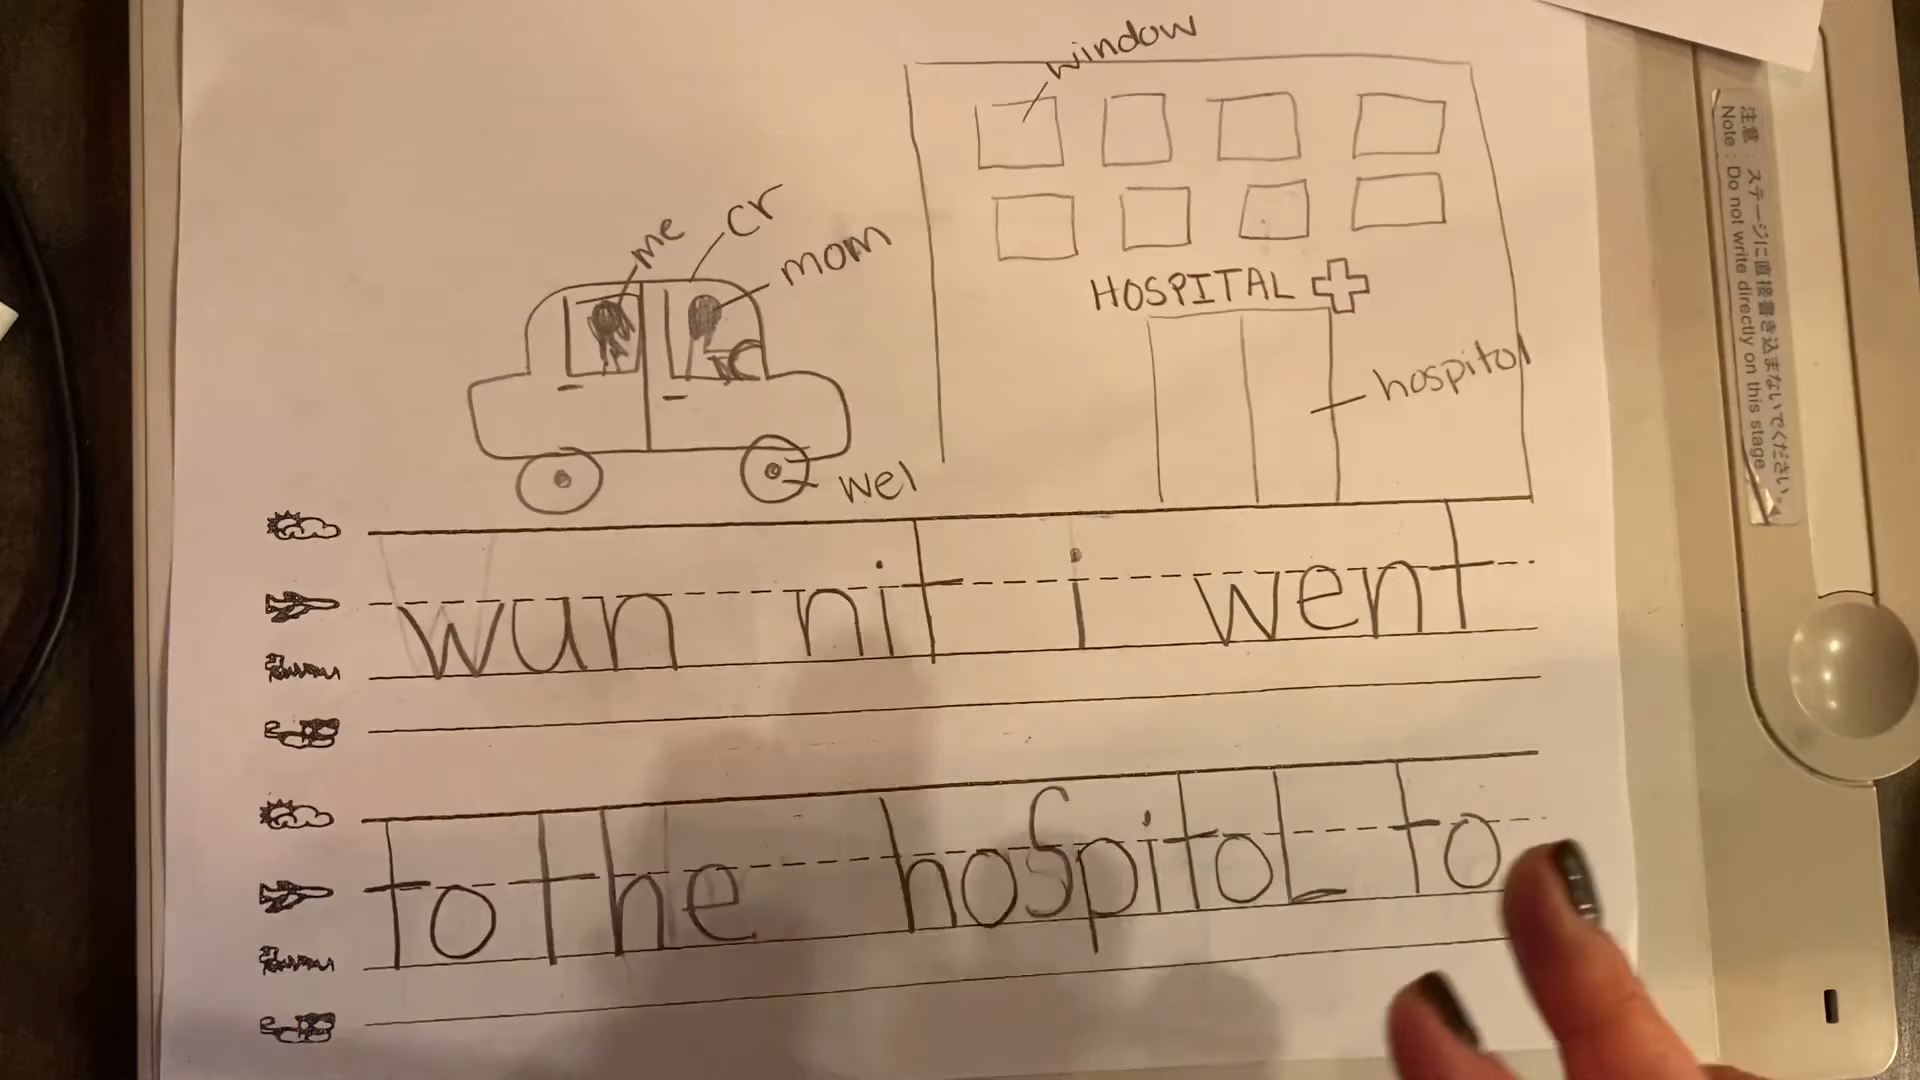 window
cr
me
mom
HOSPITAL
hospitol
wel
wun nit i went
to the hospitol to
注意：ステージに直接書き込まないでください。
Note : Do not write directly on this stage